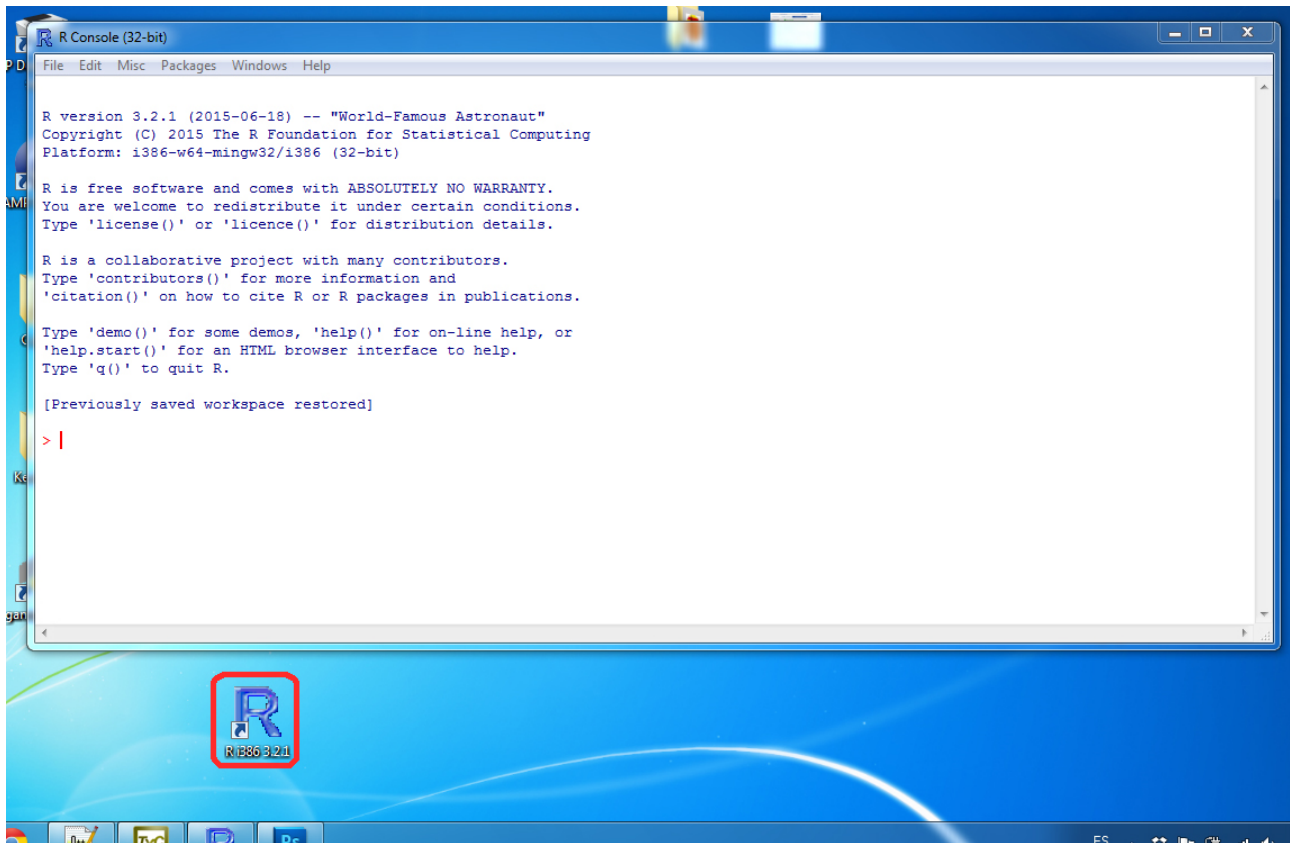 R Console (32-bit)
File Edit Misc Packages Windows Help
R version 3.2.1 (2015-06-18) -- "World-Famous Astronaut"
Copyright (C) 2015 The R Foundation for Statistical Computing
Platform: i386-w64-mingw32/i386 (32-bit)
R is free software and comes with ABSOLUTELY NO WARRANTY.
You are welcome to redistribute it under certain conditions.
Type 'license()' or 'licence()' for distribution details.
R is a collaborative project with many contributors.
Type 'contributors()' for more information and
'citation()' on how to cite R or R packages in publications.
Type 'demo()' for some demos, 'help()' for on-line help, or
'help.start()' for an HTML browser interface to help.
Type 'q()' to quit R.
[Previously saved workspace restored]
>
R i386 3.2.1
ES